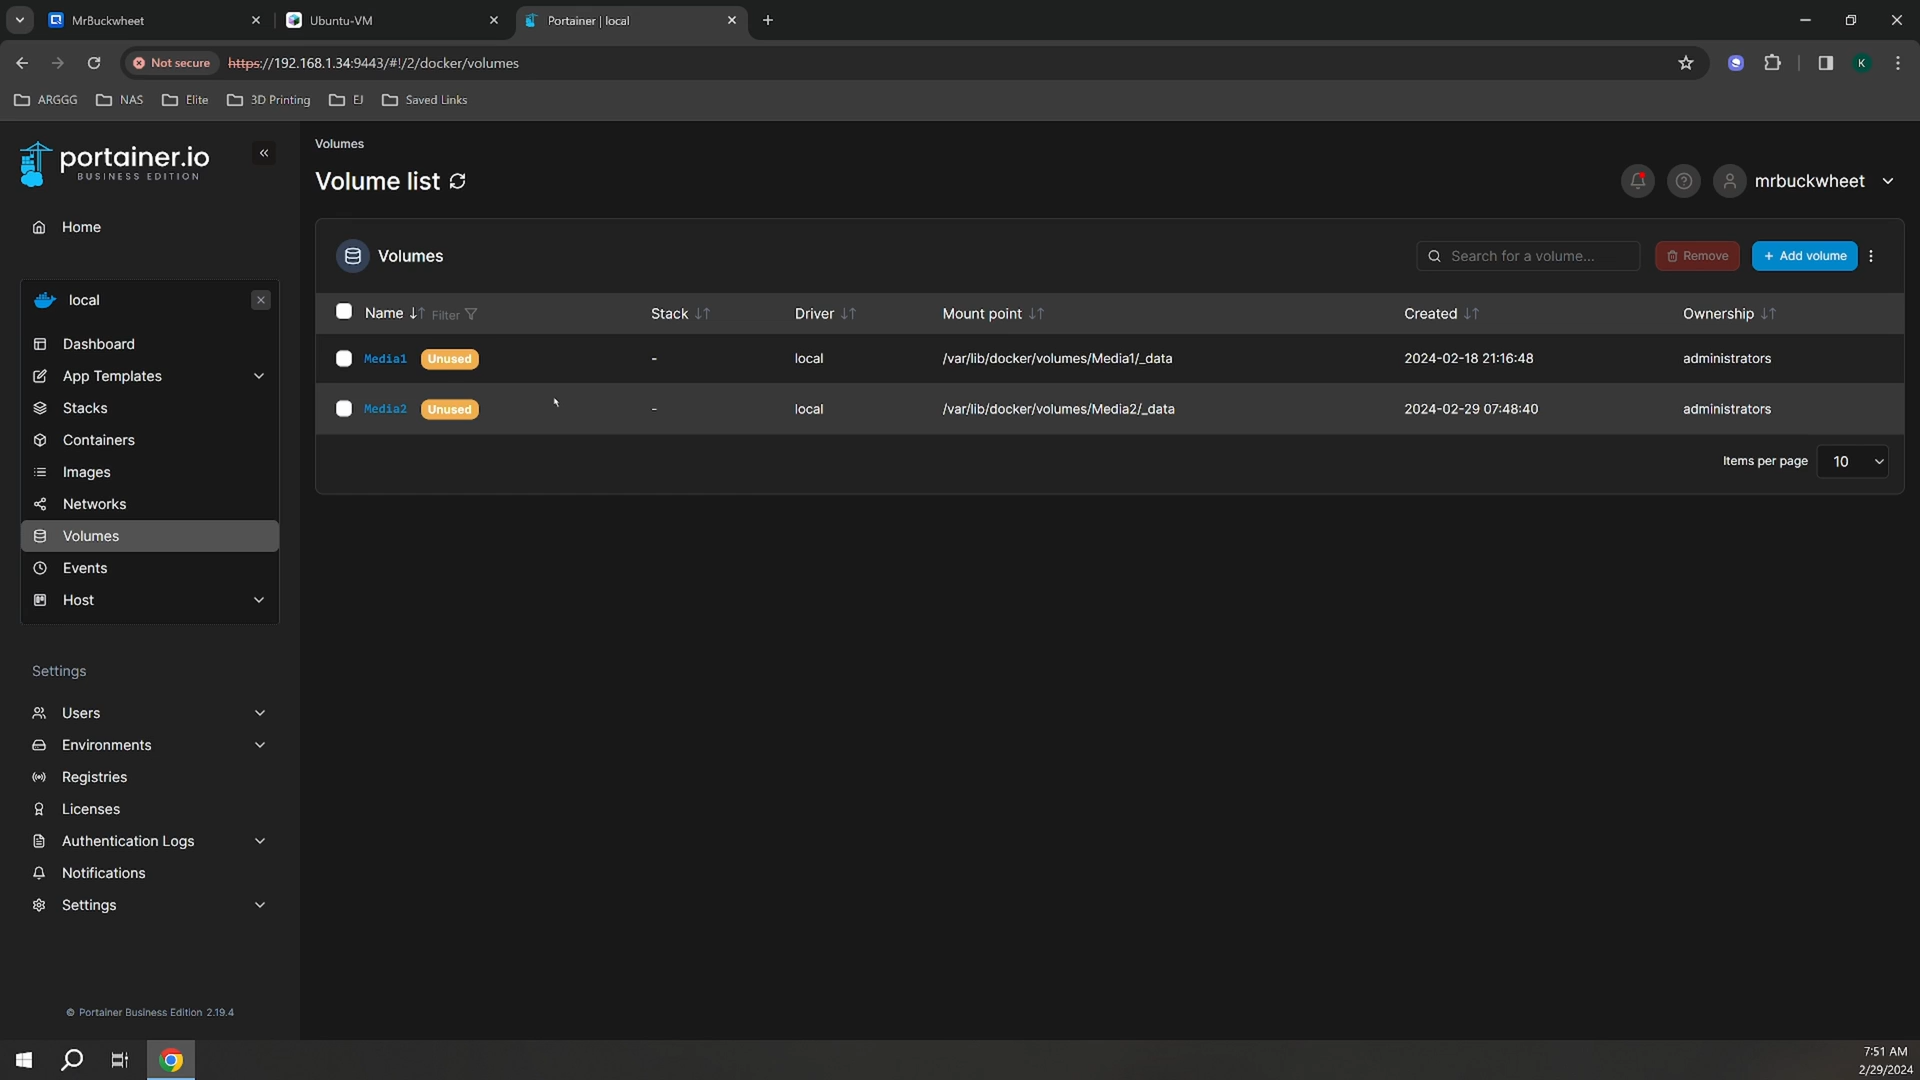 MrBuckwheet
Ubuntu-VM
Portainer | local
Not secure https://192.168.1.34:9443/#!/2/docker/volumes
K
ARGGG NAS Elite 3D Printing EJ Saved Links
portainer.io
BUSINESS EDITION
Home
local
Dashboard
App Templates
Stacks
Containers
Images
Networks
Volumes
Events
Host
Settings
Users
Environments
Registries
Licenses
Authentication Logs
Notifications
Settings
© Portainer Business Edition 2.19.4
Volumes
Volume list
mrbuckwheet
Volumes
Search for a volume...
Remove
+ Add volume
Name Filter Stack Driver Mount point Created Ownership
Media1 Unused - local /var/lib/docker/volumes/Media1/_data 2024-02-18 21:16:48 administrators
Media2 Unused - local /var/lib/docker/volumes/Media2/_data 2024-02-29 07:48:40 administrators
Items per page 10
7:51 AM
2/29/2024